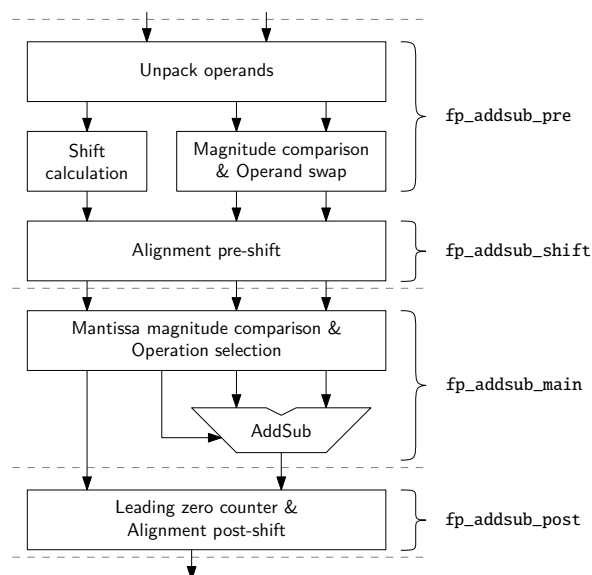 Unpack operands
fp_addsub_pre
Shift
calculation
Magnitude comparison
& Operand swap
Alignment pre-shift
fp_addsub_shift
Mantissa magnitude comparison &
Operation selection
fp_addsub_main
AddSub
Leading zero counter &
Alignment post-shift
fp_addsub_post